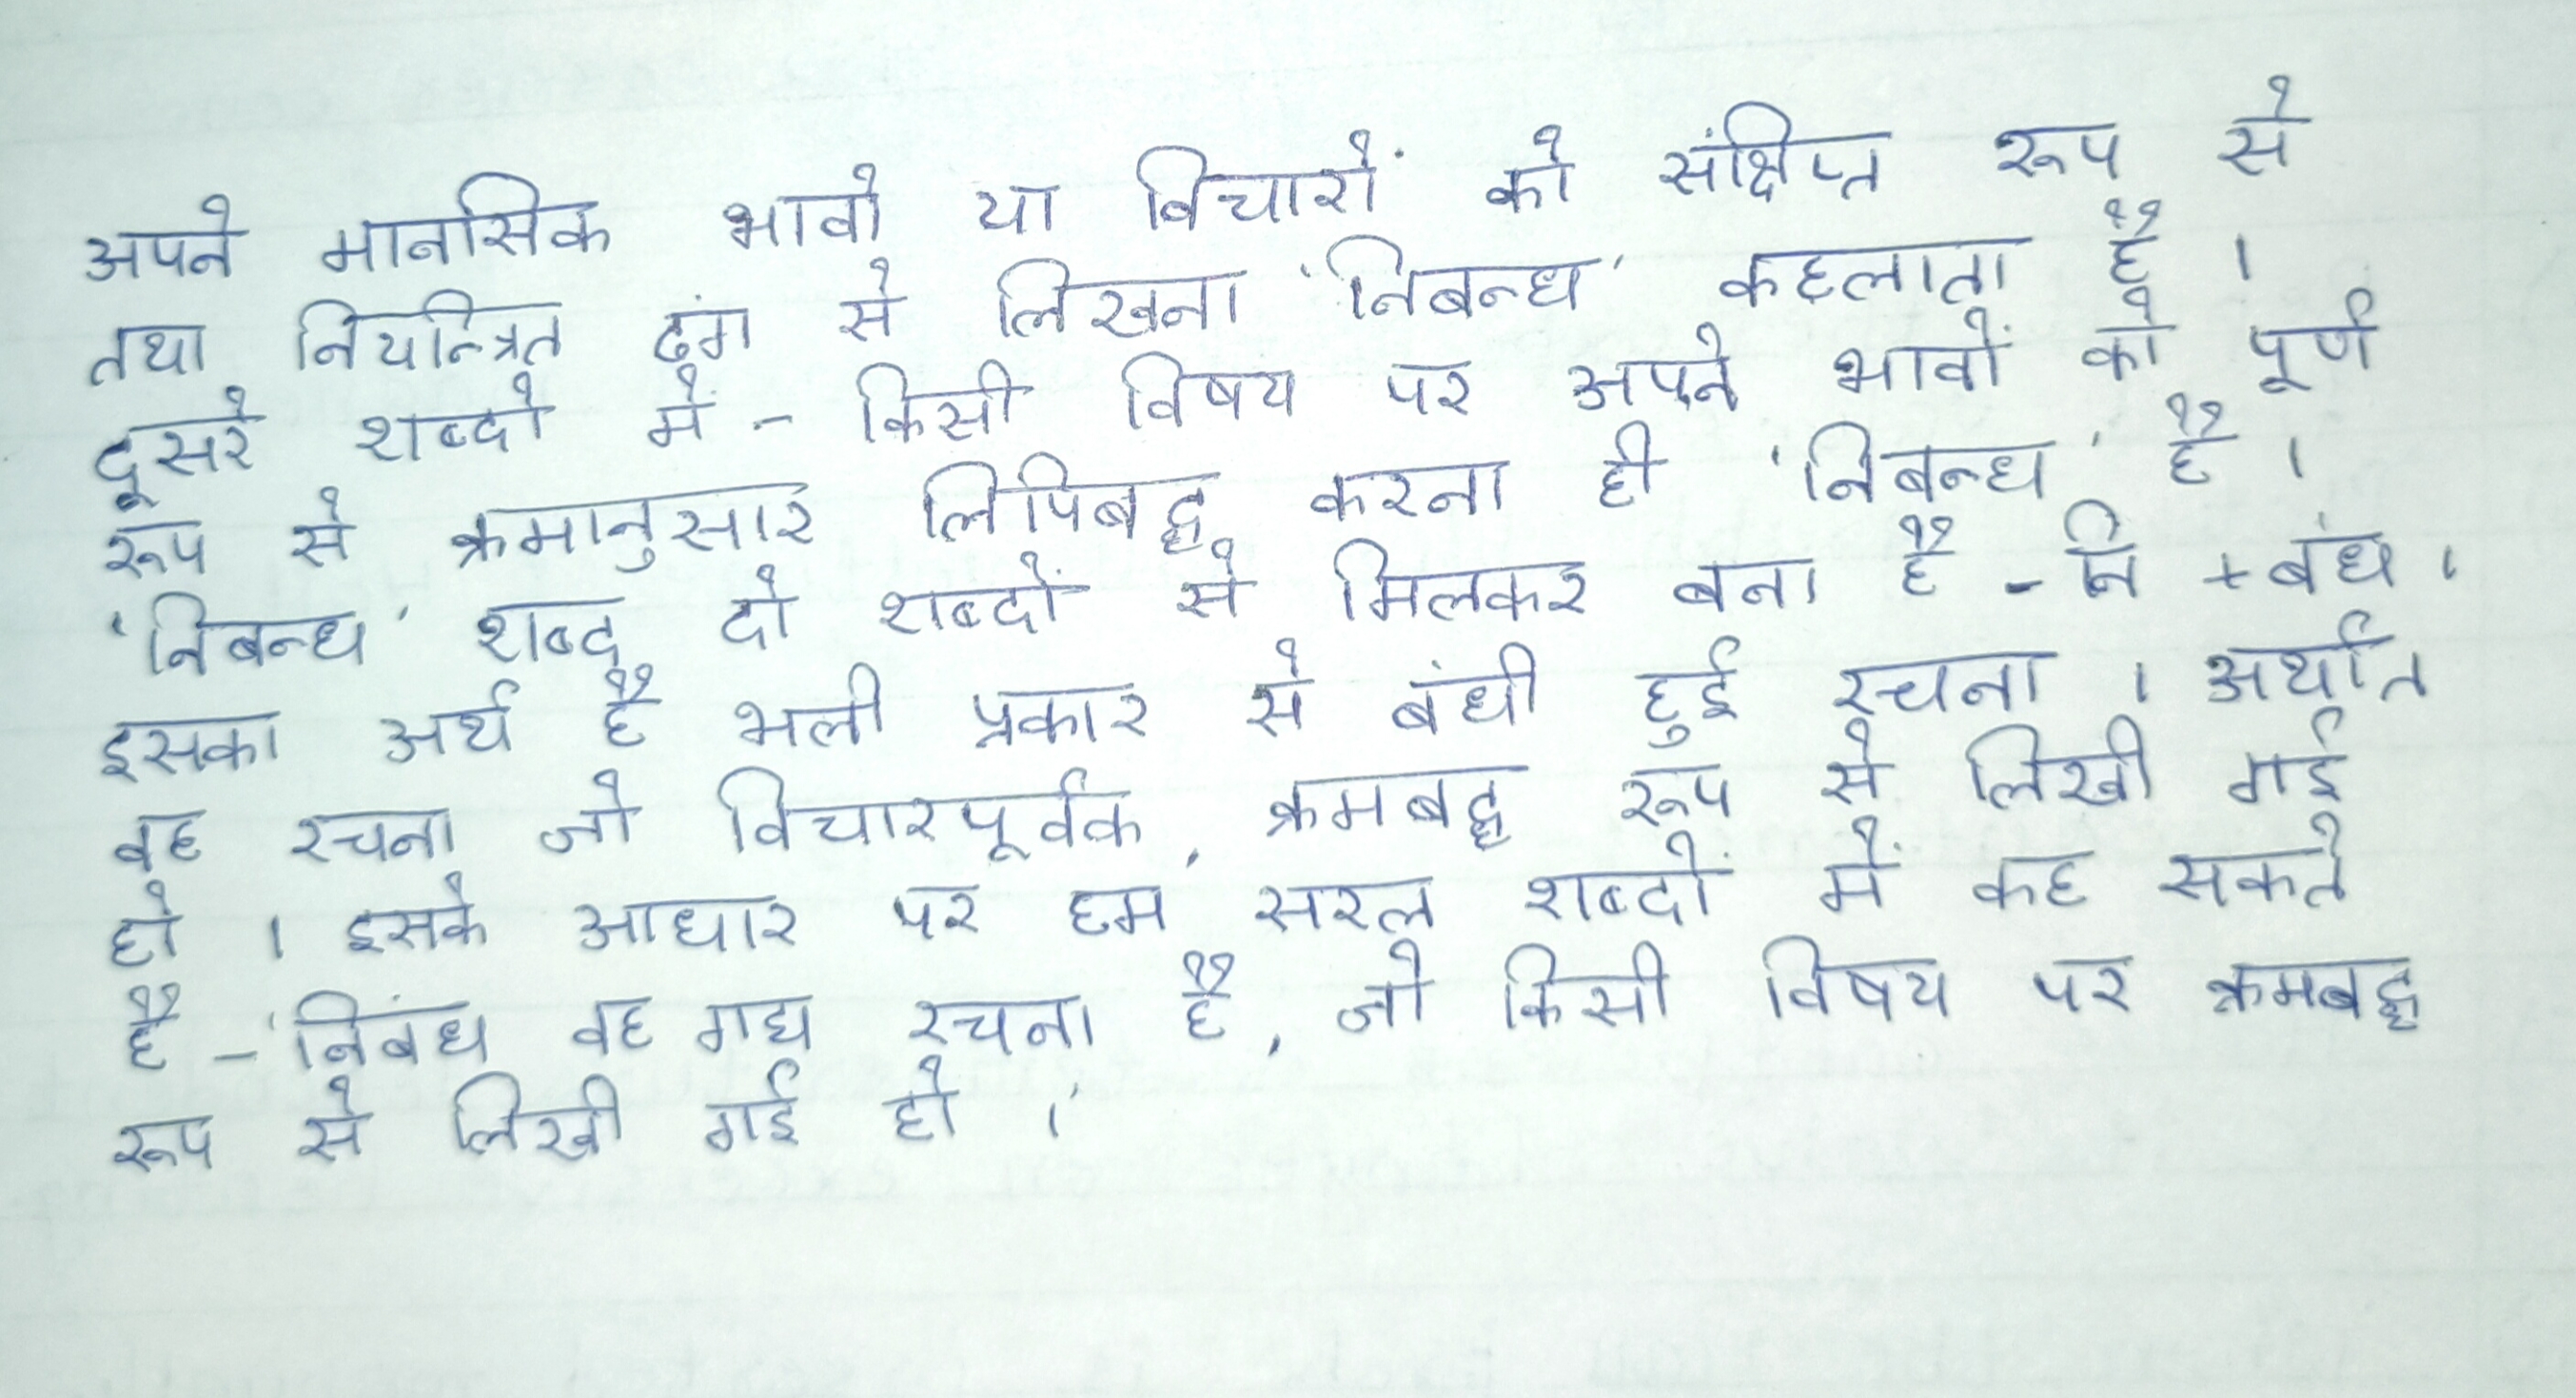 अपने मानसिक भावो या विचारों को संक्षिप्त रूप से
तथा नियन्त्रित ढंग से लिखना 'निबन्ध' कहलाता है ।
दूसरे शब्दो में - किसी विषय पर अपने भावों को पूर्ण
रूप से क्रमानुसार लिपिबद्ध करना ही 'निबन्ध' है ।
'निबन्ध' शब्द दो शब्दों से मिलकर बना है - नि + बंध ।
इसका अर्थ है भली प्रकार से बंधी हुई रचना । अर्थात
वह रचना जो विचारपूर्वक, क्रमबद्ध रूप से लिखी गई
हो । इसके आधार पर हम सरल शब्दों में कह सकते
है - 'निबंध वह गद्य रचना है, जो किसी विषय पर क्रमबद्ध
रूप से लिखी गई हो ।'